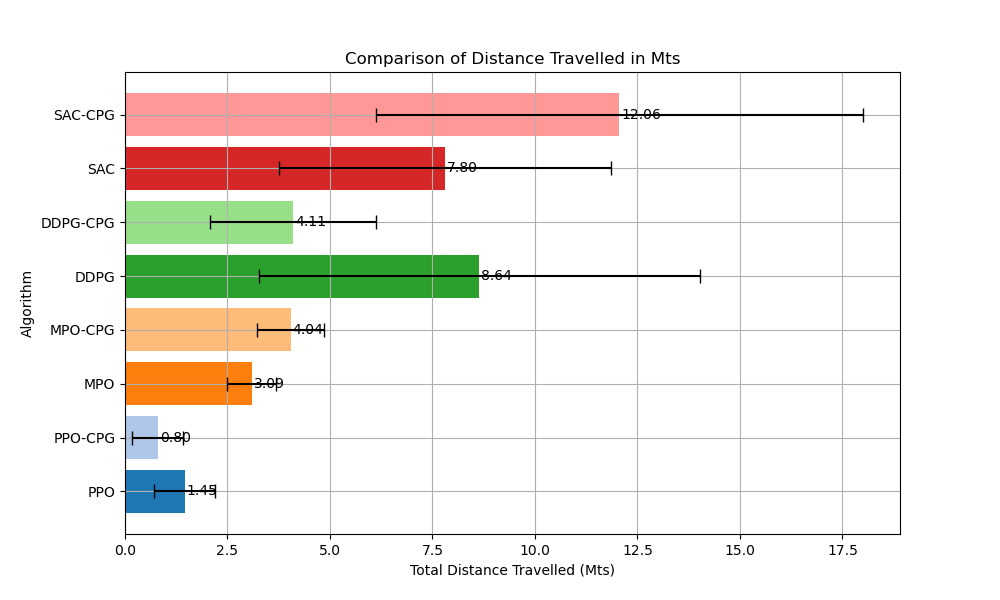 Comparison of Distance Travelled in Mts
SAC-CPG
12.06
SAC
7.80
DDPG-CPG
4.11
DDPG
8.64
MPO-CPG
4.04
MPO
3.09
PPO-CPG
0.80
PPO
1.45
Algorithm
0.0 2.5 5.0 7.5 10.0 12.5 15.0 17.5
Total Distance Travelled (Mts)